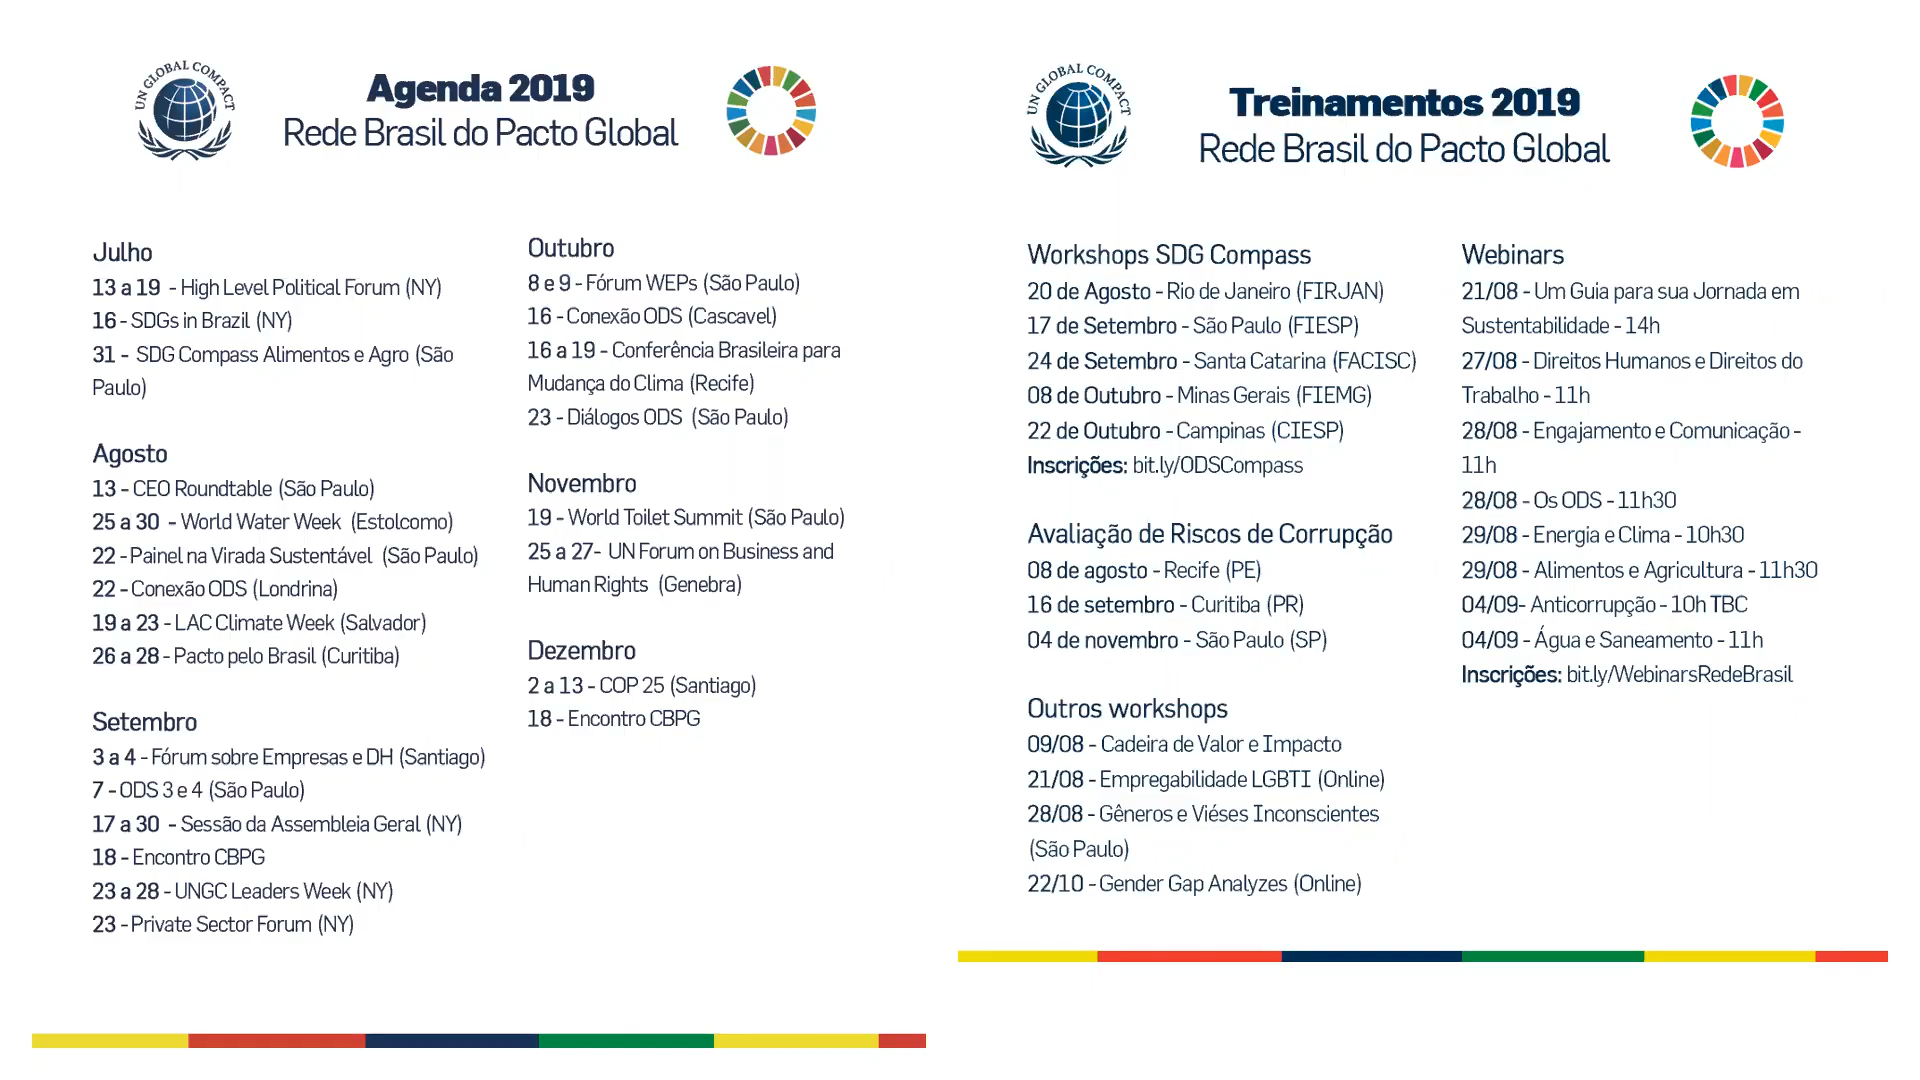 UN GLOBAL COMPACT
Agenda 2019
Rede Brasil do Pacto Global
Julho
13 a 19 - High Level Political Forum (NY)
16 - SDGs in Brazil (NY)
31 - SDG Compass Alimentos e Agro (São
Paulo)
Agosto
13 - CEO Roundtable (São Paulo)
25 a 30 - World Water Week (Estolcomo)
22 - Painel na Virada Sustentável (São Paulo)
22 - Conexão ODS (Londrina)
19 a 23 - LAC Climate Week (Salvador)
26 a 28 - Pacto pelo Brasil (Curitiba)
Setembro
3 a 4 - Fórum sobre Empresas e DH (Santiago)
7 - ODS 3 e 4 (São Paulo)
17 a 30 - Sessão da Assembleia Geral (NY)
18 - Encontro CBPG
23 a 28 - UNGC Leaders Week (NY)
23 - Private Sector Forum (NY)
Outubro
8 e 9 - Fórum WEPs (São Paulo)
16 - Conexão ODS (Cascavel)
16 a 19 - Conferência Brasileira para
Mudança do Clima (Recife)
23 - Diálogos ODS (São Paulo)
Novembro
19 - World Toilet Summit (São Paulo)
25 a 27- UN Forum on Business and
Human Rights (Genebra)
Dezembro
2 a 13 - COP 25 (Santiago)
18 - Encontro CBPG
UN GLOBAL COMPACT
Treinamentos 2019
Rede Brasil do Pacto Global
Workshops SDG Compass
20 de Agosto - Rio de Janeiro (FIRJAN)
17 de Setembro - São Paulo (FIESP)
24 de Setembro - Santa Catarina (FACISC)
08 de Outubro - Minas Gerais (FIEMG)
22 de Outubro - Campinas (CIESP)
Inscrições: bit.ly/ODSCompass
Avaliação de Riscos de Corrupção
08 de agosto - Recife (PE)
16 de setembro - Curitiba (PR)
04 de novembro - São Paulo (SP)
Outros workshops
09/08 - Cadeira de Valor e Impacto
21/08 - Empregabilidade LGBTI (Online)
28/08 - Gêneros e Viéses Inconscientes
(São Paulo)
22/10 - Gender Gap Analyzes (Online)
Webinars
21/08 - Um Guia para sua Jornada em
Sustentabilidade - 14h
27/08 - Direitos Humanos e Direitos do
Trabalho - 11h
28/08 - Engajamento e Comunicação -
11h
28/08 - Os ODS - 11h30
29/08 - Energia e Clima - 10h30
29/08 - Alimentos e Agricultura - 11h30
04/09- Anticorrupção - 10h TBC
04/09 - Água e Saneamento - 11h
Inscrições: bit.ly/WebinarsRedeBrasil